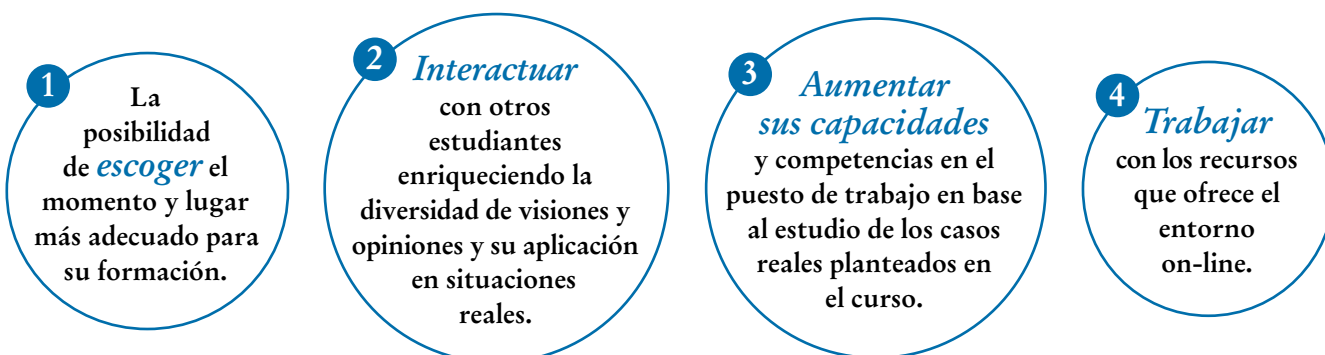 1
La
posibilidad
de escoger el
momento y lugar
más adecuado para
su formación.
2
Interactuar
con otros
estudiantes
enriqueciendo la
diversidad de visiones y
opiniones y su aplicación
en situaciones
reales.
3
Aumentar
sus capacidades
y competencias en el
puesto de trabajo en base
al estudio de los casos
reales planteados en
el curso.
4
Trabajar
con los recursos
que ofrece el
entorno
on-line.